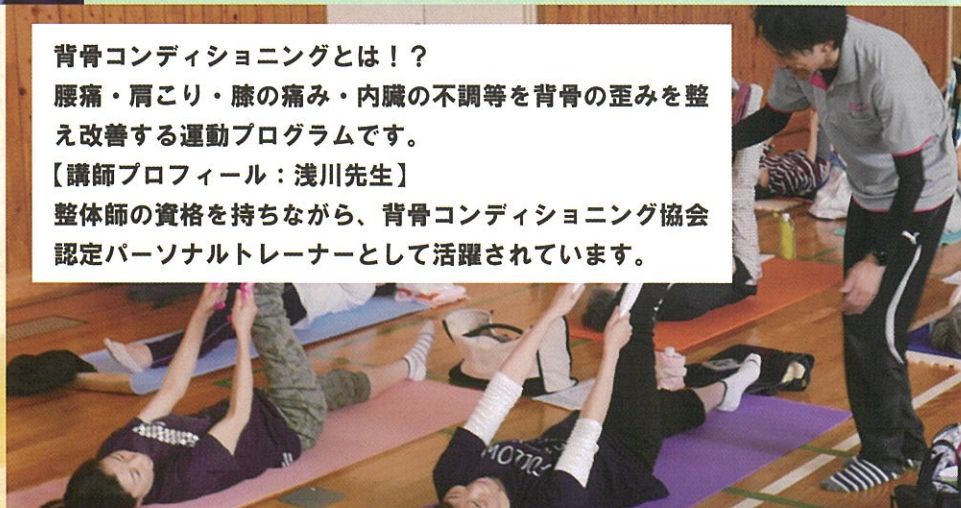 背骨コンディショニングとは！？
腰痛・肩こり・膝の痛み・内臓の不調等を背骨の歪みを整
え改善する運動プログラムです。
【講師プロフィール：浅川先生】
整体師の資格を持ちながら、背骨コンディショニング協会
認定パーソナルトレーナーとして活躍されています。
FOLLOW